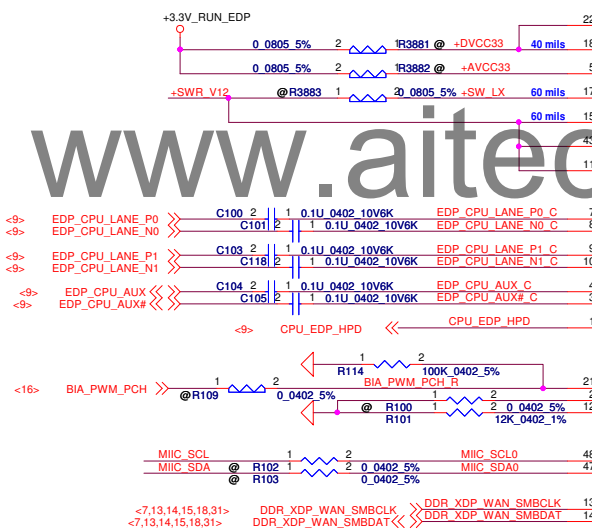 +3.3V_RUN_EDP
22
0_0805_5% 2 1 R3881 @ +DVCC33 40 mils 18
0_0805_5% 2 1 R3882 @ +AVCC33 5
+SWR_V12 @R3883 1 2 0_0805_5% +SW_LX 60 mils 17
60 mils 15
43
11
www.aitec
<9> EDP_CPU_LANE_P0 C100 2 1 0.1U_0402_10V6K EDP_CPU_LANE_P0_C 7
<9> EDP_CPU_LANE_N0 C101 2 1 0.1U_0402_10V6K EDP_CPU_LANE_N0_C 8
<9> EDP_CPU_LANE_P1 C103 2 1 0.1U_0402_10V6K EDP_CPU_LANE_P1_C 9
<9> EDP_CPU_LANE_N1 C118 2 1 0.1U_0402_10V6K EDP_CPU_LANE_N1_C 10
<9> EDP_CPU_AUX C104 2 1 0.1U_0402_10V6K EDP_CPU_AUX_C 4
<9> EDP_CPU_AUX# C105 2 1 0.1U_0402_10V6K EDP_CPU_AUX#_C 3
<9> CPU_EDP_HPD CPU_EDP_HPD 1
1 2
R114 100K_0402_5%
<16> BIA_PWM_PCH 1 2 BIA_PWM_PCH_R 21
@R109 0_0402_5%
1 2 2
@ R100 1 2 0_0402_5% 12
R101 12K_0402_1%
MIIC_SCL 1 2 MIIC_SCL0 48
MIIC_SDA @ R102 1 2 0_0402_5% MIIC_SDA0 47
@ R103 0_0402_5%
<7,13,14,15,18,31> DDR_XDP_WAN_SMBCLK DDR_XDP_WAN_SMBCLK 13
<7,13,14,15,18,31> DDR_XDP_WAN_SMBDAT DDR_XDP_WAN_SMBDAT 14